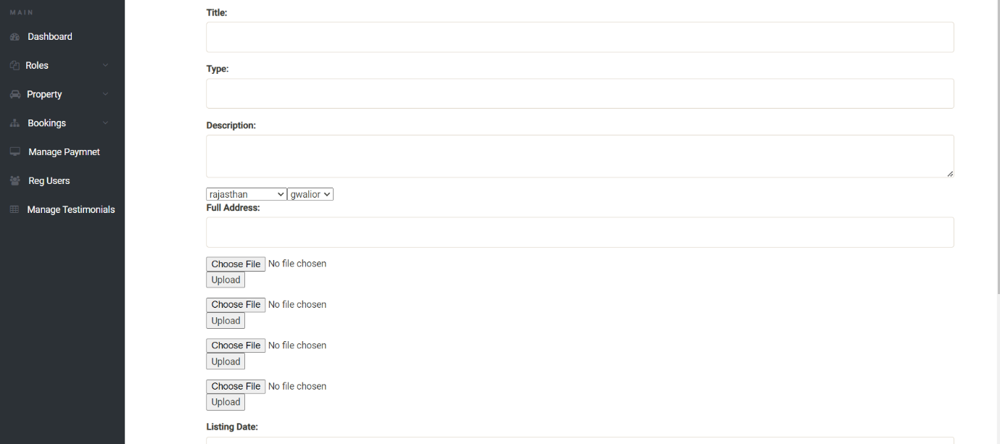 MAIN
Dashboard
Roles
Property
Bookings
Manage Paymnet
Reg Users
Manage Testimonials
Title:
Type:
Description:
rajasthan gwalior
Full Address:
Choose File No file chosen
Upload
Choose File No file chosen
Upload
Choose File No file chosen
Upload
Choose File No file chosen
Upload
Listing Date: